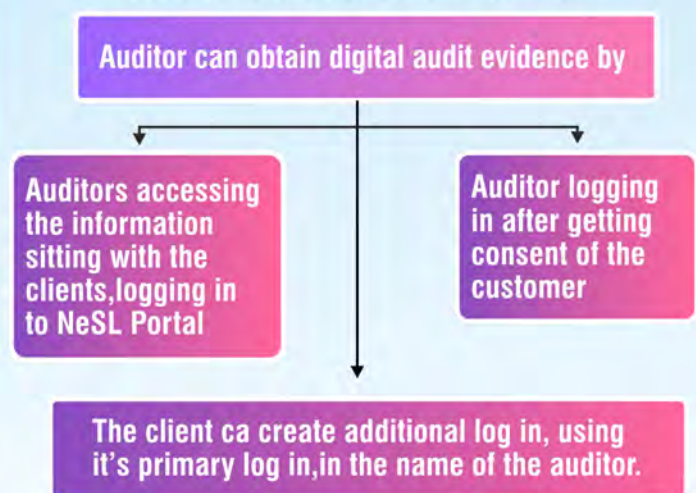 Auditor can obtain digital audit evidence by
Auditors accessing
the information
sitting with the
clients,logging in
to NeSL Portal
Auditor logging
in after getting
consent of the
customer
The client ca create additional log in, using
it's primary log in,in the name of the auditor.